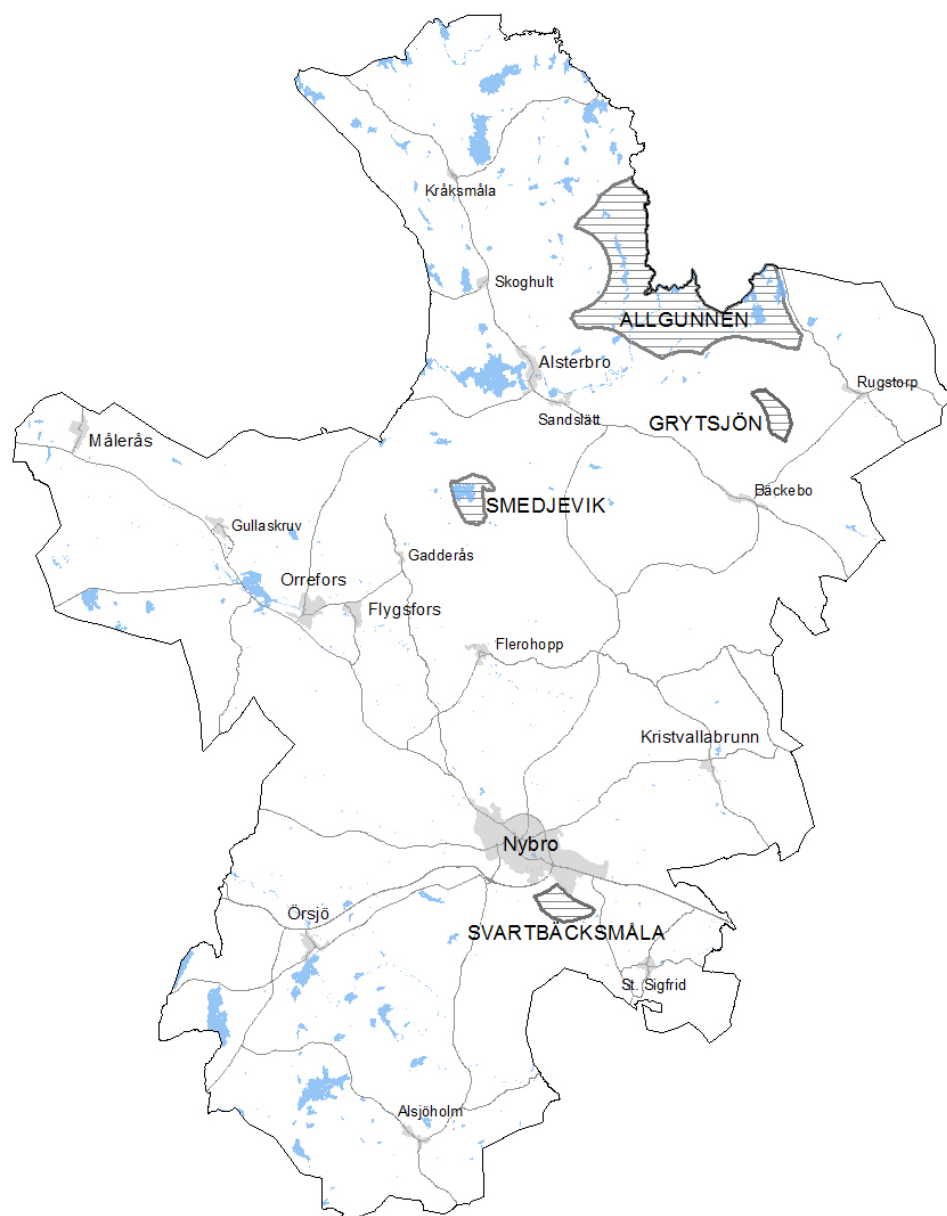 Kråksmåla
Skoghult
ALLGUNNEN
Alsterbro
Rugstorp
Sandslätt
GRYTSJÖN
Målerås
Bäckebo
SMEDJEVIK
Gullaskruv
Gadderås
Orrefors
Flygsfors
Flerohopp
Kristvallabrunn
Nybro
Örsjö
SVARTBÄCKSMÅLA
St. Sigfrid
Alsjöholm